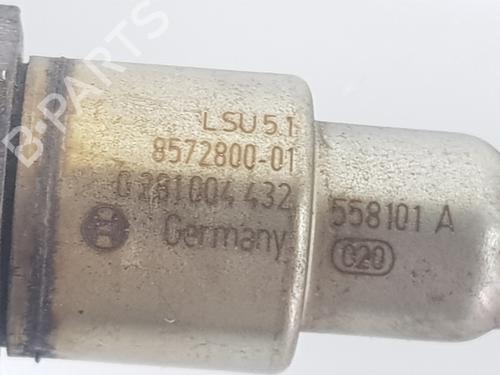 B-PARTS
LSU 5.1
8572800-01
0 281 004 432
Germany
558101 A
020